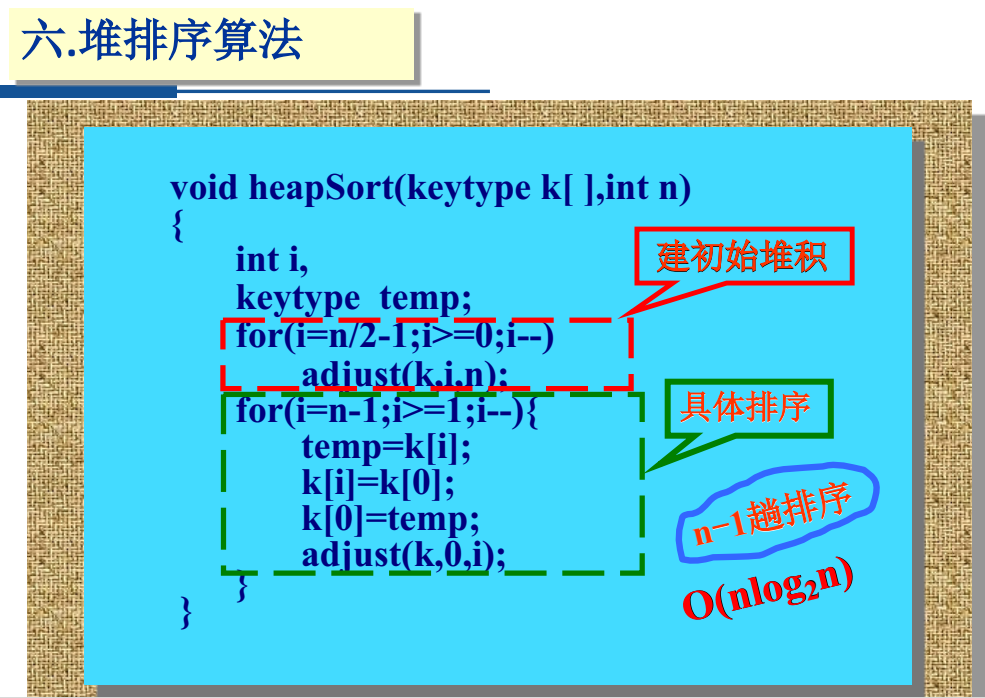 六.堆排序算法
void heapSort(keytype k[ ],int n)
{
int i,
keytype temp;
for(i=n/2-1;i>=0;i--)
adjust(k,i,n);
for(i=n-1;i>=1;i--){
temp=k[i];
k[i]=k[0];
k[0]=temp;
adjust(k,0,i);
}
}
建初始堆积
具体排序
n-1趟排序
O(nlog₂n)